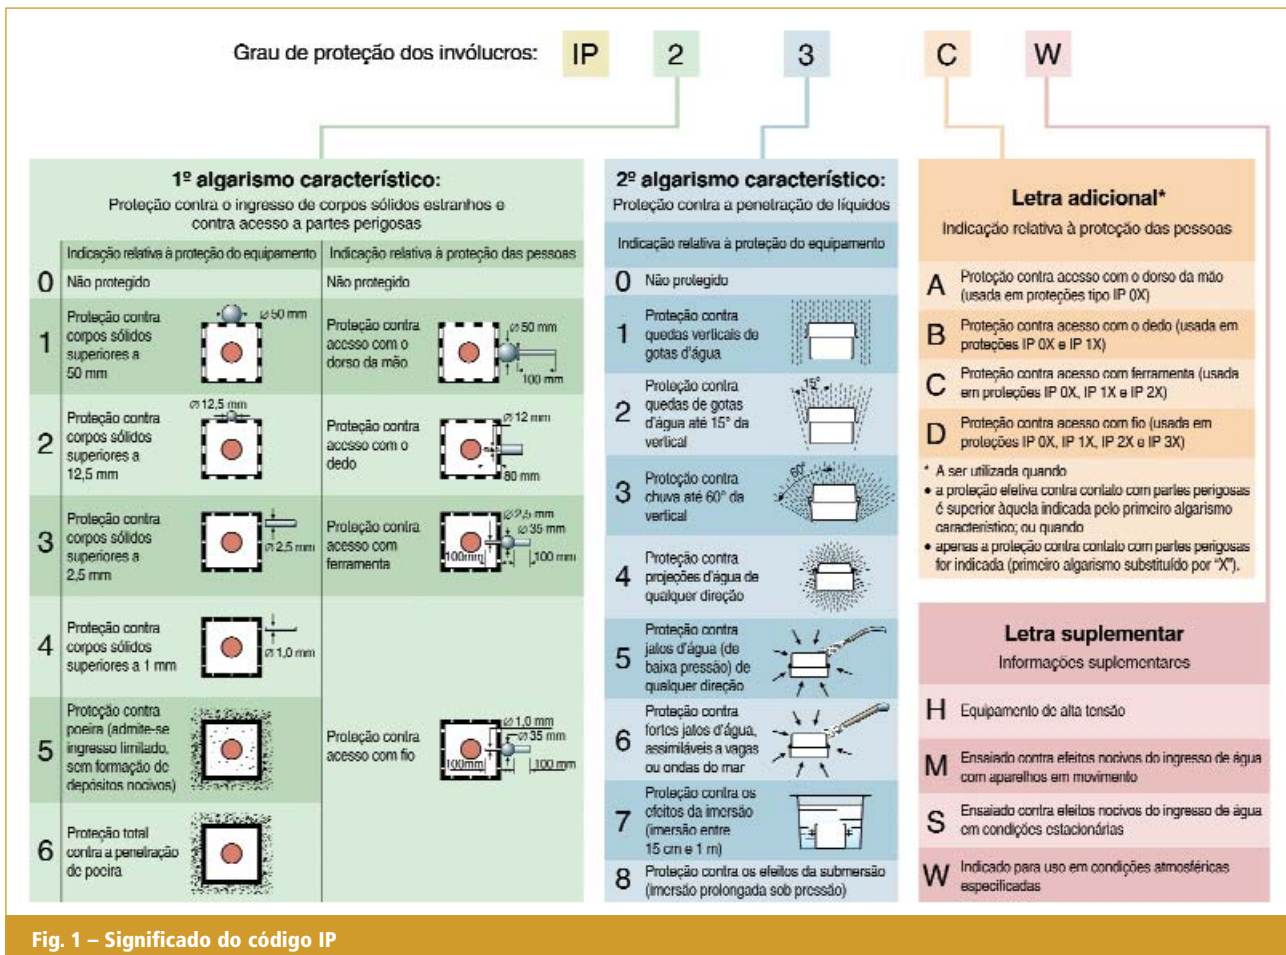 Grau de proteção dos invólucros: IP 2 3 C W
1º algarismo característico:
Proteção contra o ingresso de corpos sólidos estranhos e
contra acesso a partes perigosas
Indicação relativa à proteção do equipamento
Indicação relativa à proteção das pessoas
0 Não protegido
Não protegido
1 Proteção contra
corpos sólidos
superiores a
50 mm
Ø 50 mm
Proteção contra
acesso com o
dorso da mão
Ø 50 mm
100 mm
2 Proteção contra
corpos sólidos
superiores a
12,5 mm
Ø 12,5 mm
Proteção contra
acesso com o
dedo
Ø 12 mm
80 mm
3 Proteção contra
corpos sólidos
superiores a
2,5 mm
Ø 2,5 mm
Proteção contra
acesso com
ferramenta
Ø 2,5 mm
Ø 35 mm
100mm
100 mm
4 Proteção contra
corpos sólidos
superiores a 1 mm
Ø 1,0 mm
5 Proteção contra
poeira (admite-se
ingresso limitado,
sem formação de
depósitos nocivos)
Proteção contra
acesso com fio
Ø 1,0 mm
Ø 35 mm
100mm
100 mm
6 Proteção total
contra a penetração
de poeira
2º algarismo característico:
Proteção contra a penetração de líquidos
Indicação relativa à proteção do equipamento
0 Não protegido
1 Proteção contra
quedas verticais de
gotas d'água
2 Proteção contra
quedas de gotas
d'água até 15° da
vertical
15°
3 Proteção contra
chuva até 60° da
vertical
60°
4 Proteção contra
projeções d'água de
qualquer direção
5 Proteção contra
jatos d'água (de
baixa pressão) de
qualquer direção
6 Proteção contra
fortes jatos d'água,
assimiláveis a vagas
ou ondas do mar
7 Proteção contra os
efeitos da imersão
(imersão entre
15 cm e 1 m)
8 Proteção contra os efeitos da submersão
(imersão prolongada sob pressão)
Letra adicional*
Indicação relativa à proteção das pessoas
A Proteção contra acesso com o dorso da mão
(usada em proteções tipo IP 0X)
B Proteção contra acesso com o dedo (usada em
proteções IP 0X e IP 1X)
C Proteção contra acesso com ferramenta (usada
em proteções IP 0X, IP 1X e IP 2X)
D Proteção contra acesso com fio (usada em
proteções IP 0X, IP 1X, IP 2X e IP 3X)
* A ser utilizada quando
• a proteção efetiva contra contato com partes perigosas
é superior àquela indicada pelo primeiro algarismo
característico; ou quando
• apenas a proteção contra contato com partes perigosas
for indicada (primeiro algarismo substituído por "X").
Letra suplementar
Informações suplementares
H Equipamento de alta tensão
M Ensaiado contra efeitos nocivos do ingresso de água
com aparelhos em movimento
S Ensaiado contra efeitos nocivos do ingresso de água
em condições estacionárias
W Indicado para uso em condições atmosféricas
especificadas
Fig. 1 – Significado do código IP